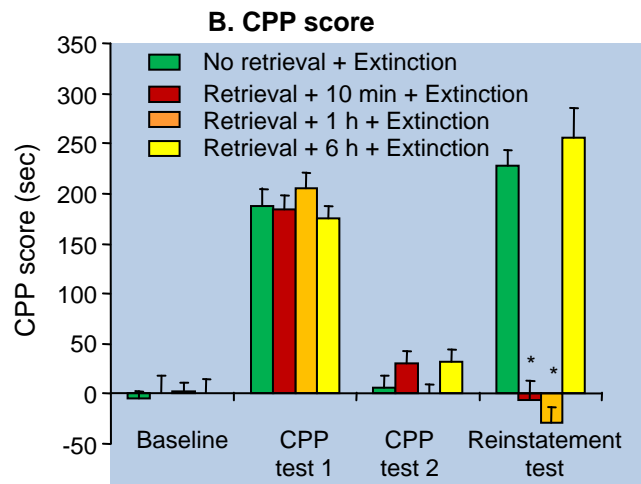 B. CPP score
350
300
250
200
150
100
50
0
-50
CPP score (sec)
No retrieval + Extinction
Retrieval + 10 min + Extinction
Retrieval + 1 h + Extinction
Retrieval + 6 h + Extinction
*
*
Baseline
CPP
test 1
CPP
test 2
Reinstatement
test